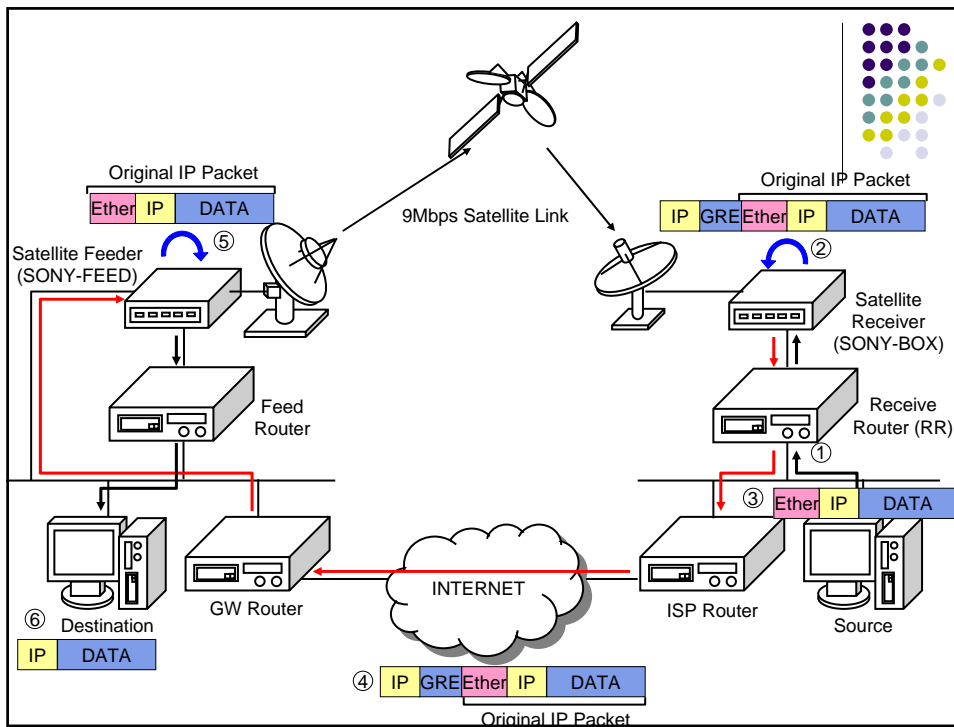 Original IP Packet
Ether IP DATA
⑤
Satellite Feeder
(SONY-FEED)
9Mbps Satellite Link
Original IP Packet
IP GRE Ether IP DATA
②
Satellite
Receiver
(SONY-BOX)
Feed
Router
Receive
Router (RR)
①
③ Ether IP DATA
GW Router
INTERNET
ISP Router
Source
⑥ Destination
IP DATA
④ IP GRE Ether IP DATA
Original IP Packet